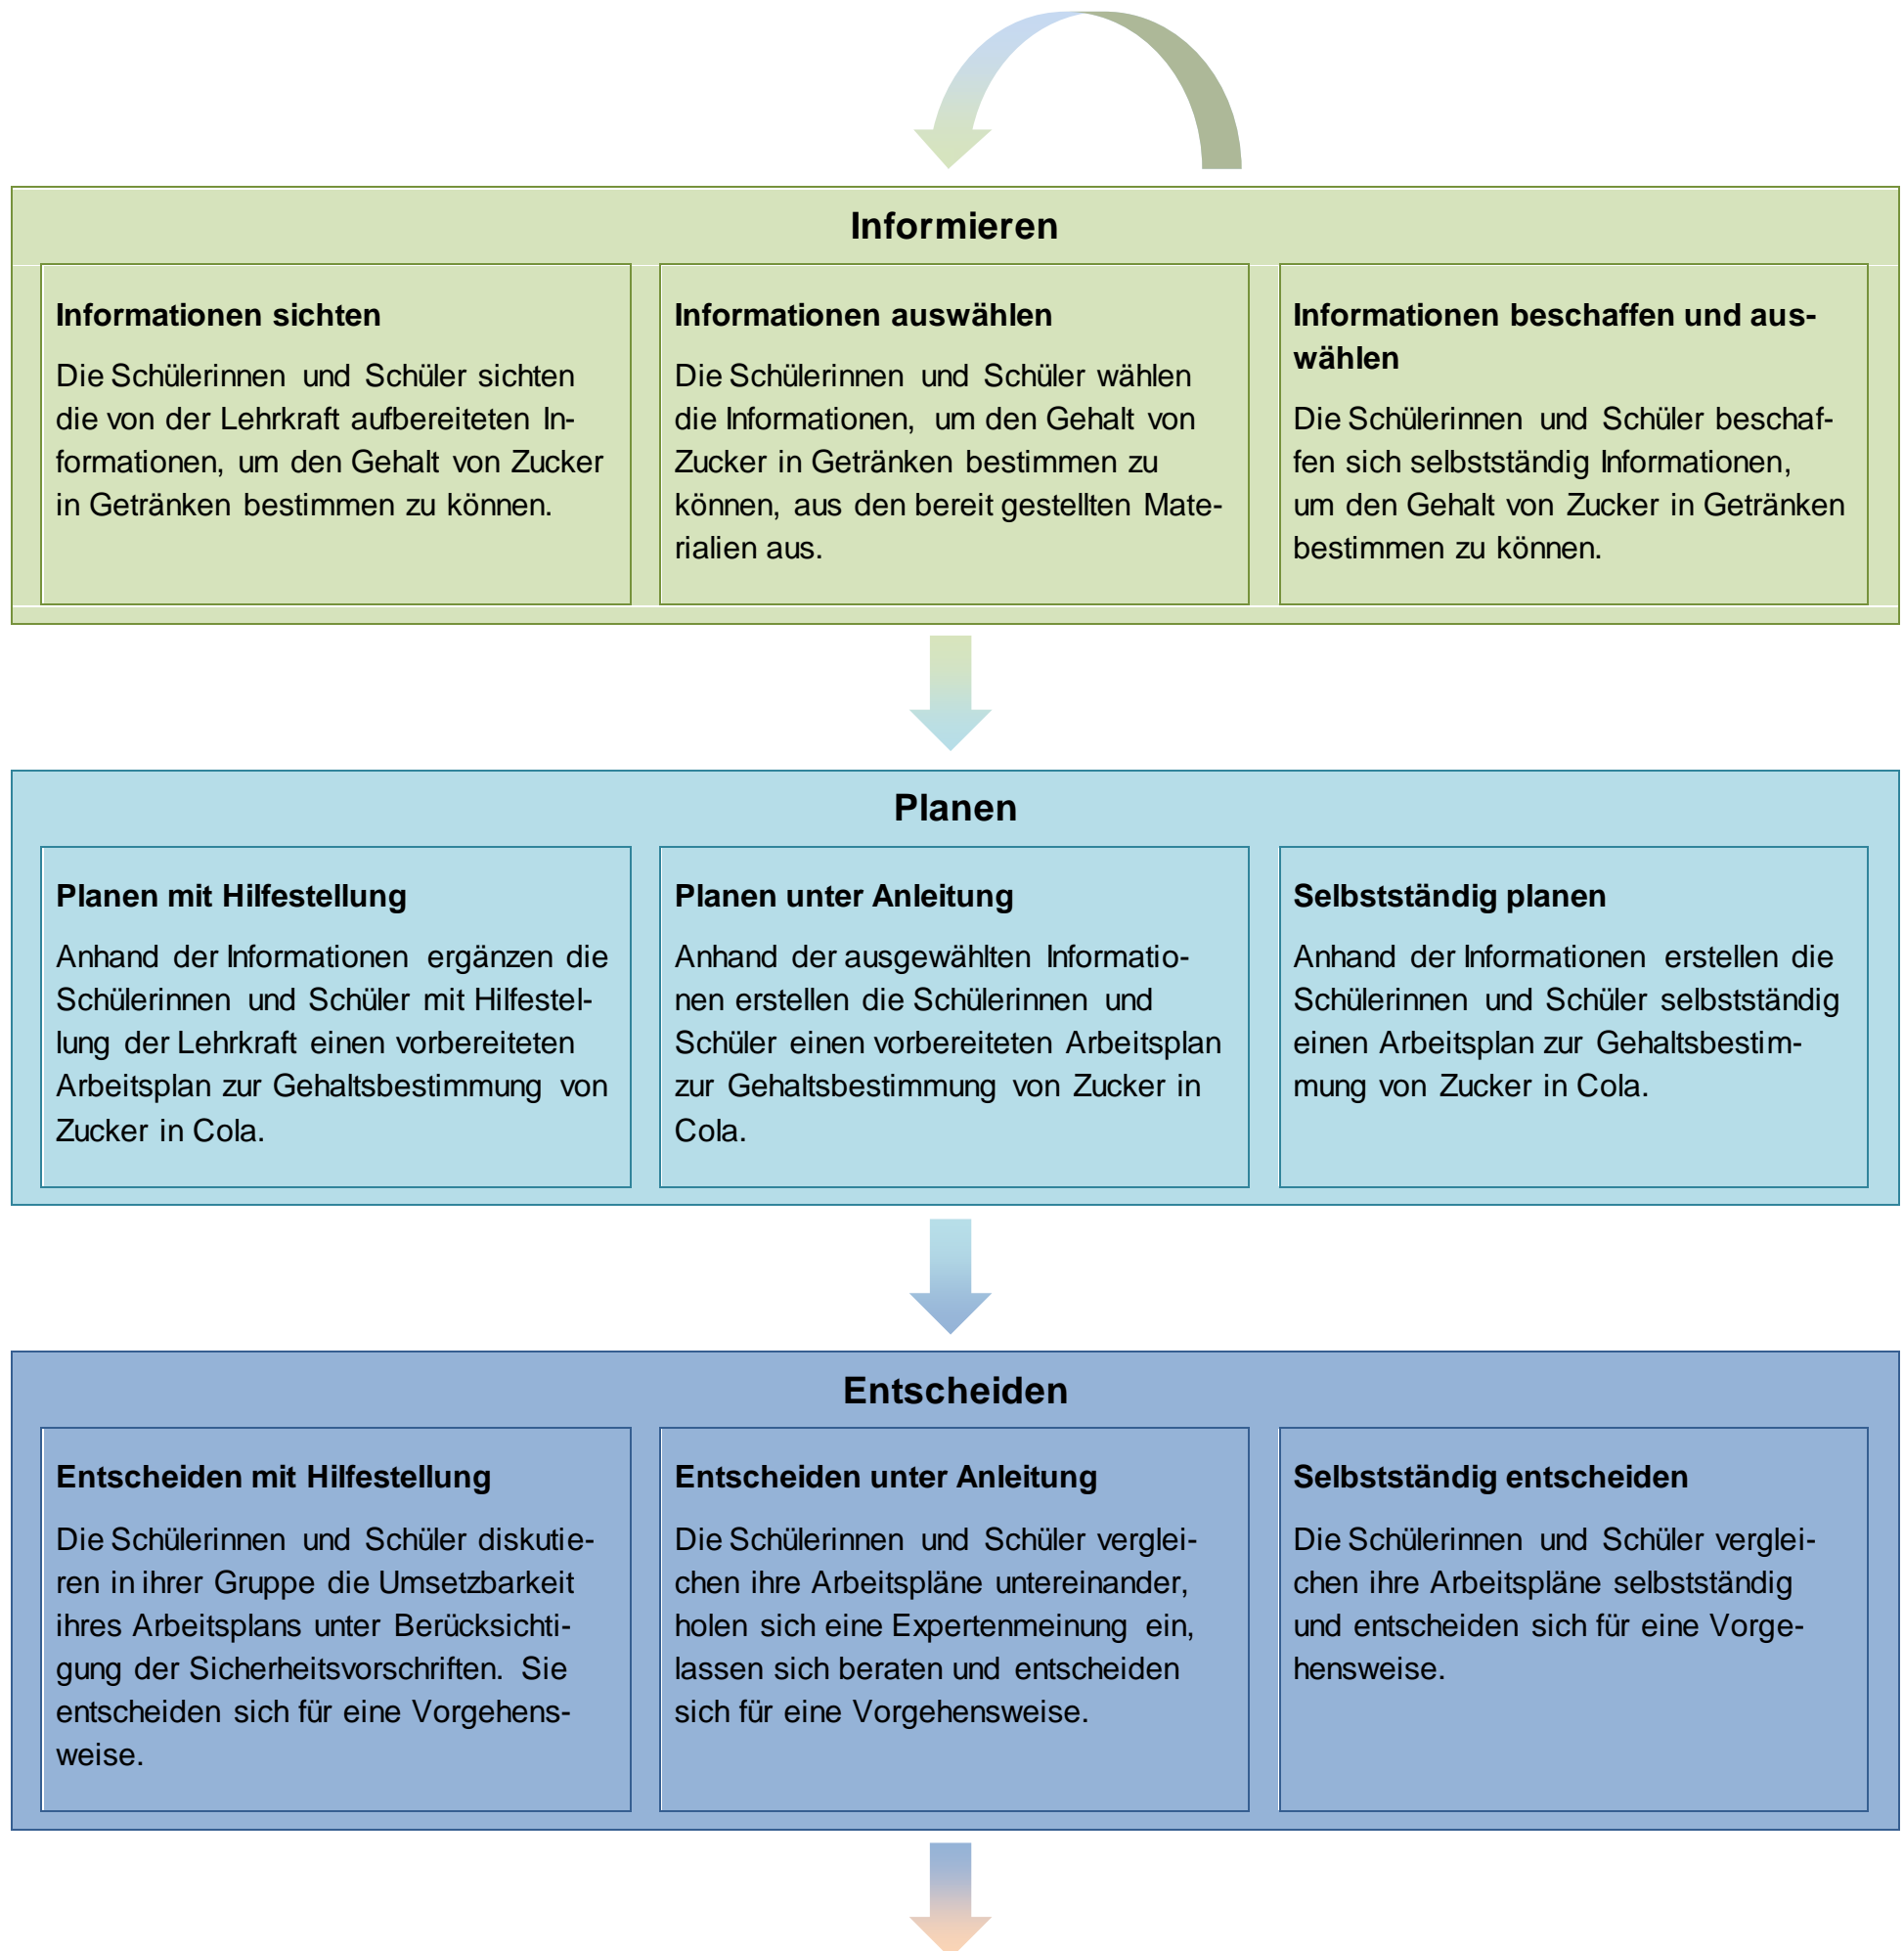 Informieren
Informationen sichten
Die Schülerinnen und Schüler sichten
die von der Lehrkraft aufbereiteten In-
formationen, um den Gehalt von Zucker
in Getränken bestimmen zu können.
Informationen auswählen
Die Schülerinnen und Schüler wählen
die Informationen, um den Gehalt von
Zucker in Getränken bestimmen zu
können, aus den bereit gestellten Mate-
rialien aus.
Informationen beschaffen und aus-
wählen
Die Schülerinnen und Schüler beschaf-
fen sich selbstständig Informationen,
um den Gehalt von Zucker in Getränken
bestimmen zu können.
Planen
Planen mit Hilfestellung
Anhand der Informationen ergänzen die
Schülerinnen und Schüler mit Hilfestel-
lung der Lehrkraft einen vorbereiteten
Arbeitsplan zur Gehaltsbestimmung von
Zucker in Cola.
Planen unter Anleitung
Anhand der ausgewählten Informatio-
nen erstellen die Schülerinnen und
Schüler einen vorbereiteten Arbeitsplan
zur Gehaltsbestimmung von Zucker in
Cola.
Selbstständig planen
Anhand der Informationen erstellen die
Schülerinnen und Schüler selbstständig
einen Arbeitsplan zur Gehaltsbestim-
mung von Zucker in Cola.
Entscheiden
Entscheiden mit Hilfestellung
Die Schülerinnen und Schüler diskutie-
ren in ihrer Gruppe die Umsetzbarkeit
ihres Arbeitsplans unter Berücksichti-
gung der Sicherheitsvorschriften. Sie
entscheiden sich für eine Vorgehens-
weise.
Entscheiden unter Anleitung
Die Schülerinnen und Schüler verglei-
chen ihre Arbeitspläne untereinander,
holen sich eine Expertenmeinung ein,
lassen sich beraten und entscheiden
sich für eine Vorgehensweise.
Selbstständig entscheiden
Die Schülerinnen und Schüler verglei-
chen ihre Arbeitspläne selbstständig
und entscheiden sich für eine Vorge-
hensweise.